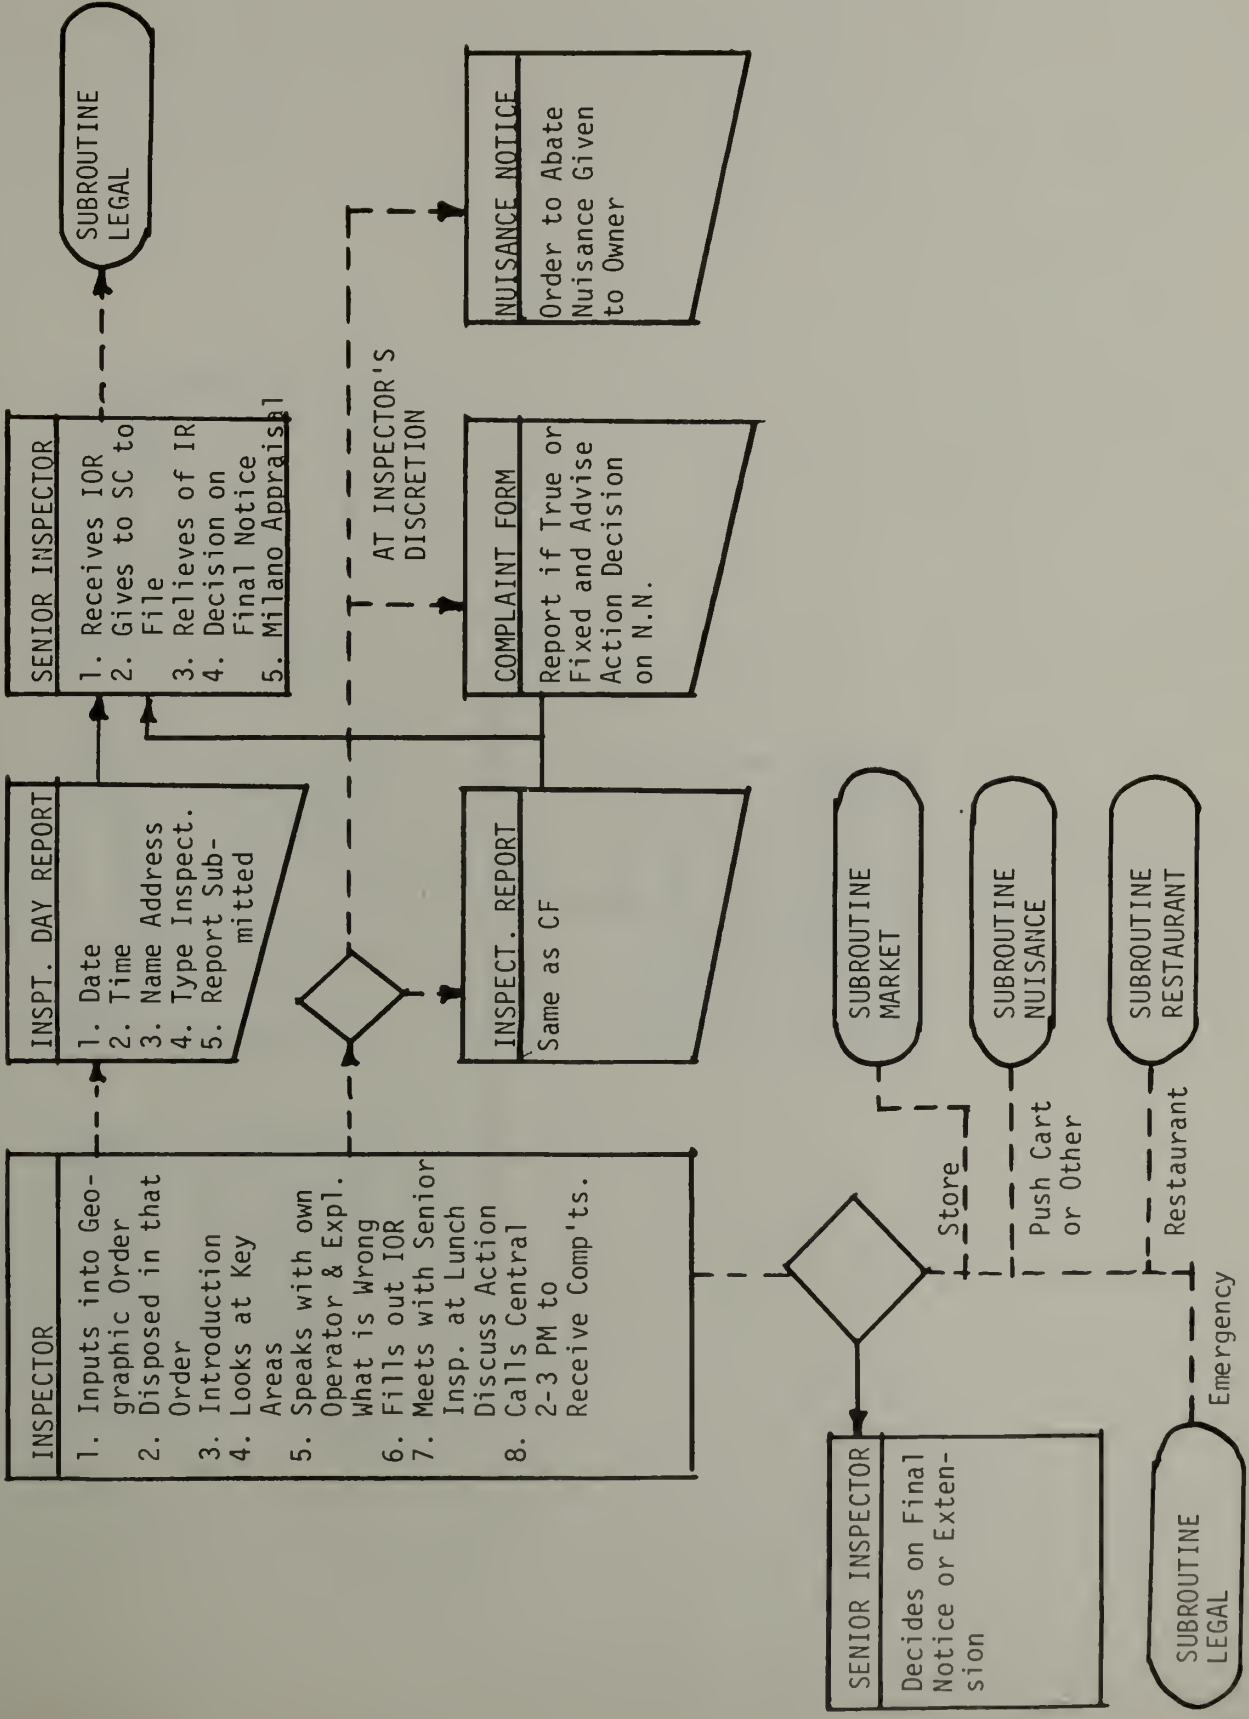 INSPECTOR
1. Inputs into Geo-
graphic Order
2. Disposed in that
Order
3. Introduction
4. Looks at Key
Areas
5. Speaks with own
Operator & Expl.
What is Wrong
6. Fills out IOR
7. Meets with Senior
Insp. at Lunch
Discuss Action
8. Calls Central
2-3 PM to
Receive Comp'ts.
INSPT. DAY REPORT
1. Date
2. Time
3. Name Address
4. Type Inspect.
5. Report Sub-
mitted
SENIOR INSPECTOR
1. Receives IOR
2. Gives to SC to
File
3. Relieves of IR
4. Decision on
Final Notice
5. Milano Appraisal
SUBROUTINE
LEGAL
AT INSPECTOR'S
DISCRETION
INSPECT. REPORT
Same as CF
COMPLAINT FORM
Report if True or
Fixed and Advise
Action Decision
on N.N.
NUISANCE NOTICE
Order to Abate
Nuisance Given
to Owner
SENIOR INSPECTOR
Decides on Final
Notice or Exten-
sion
Store
SUBROUTINE
MARKET
Push Cart
or Other
SUBROUTINE
NUISANCE
Restaurant
SUBROUTINE
RESTAURANT
Emergency
SUBROUTINE
LEGAL